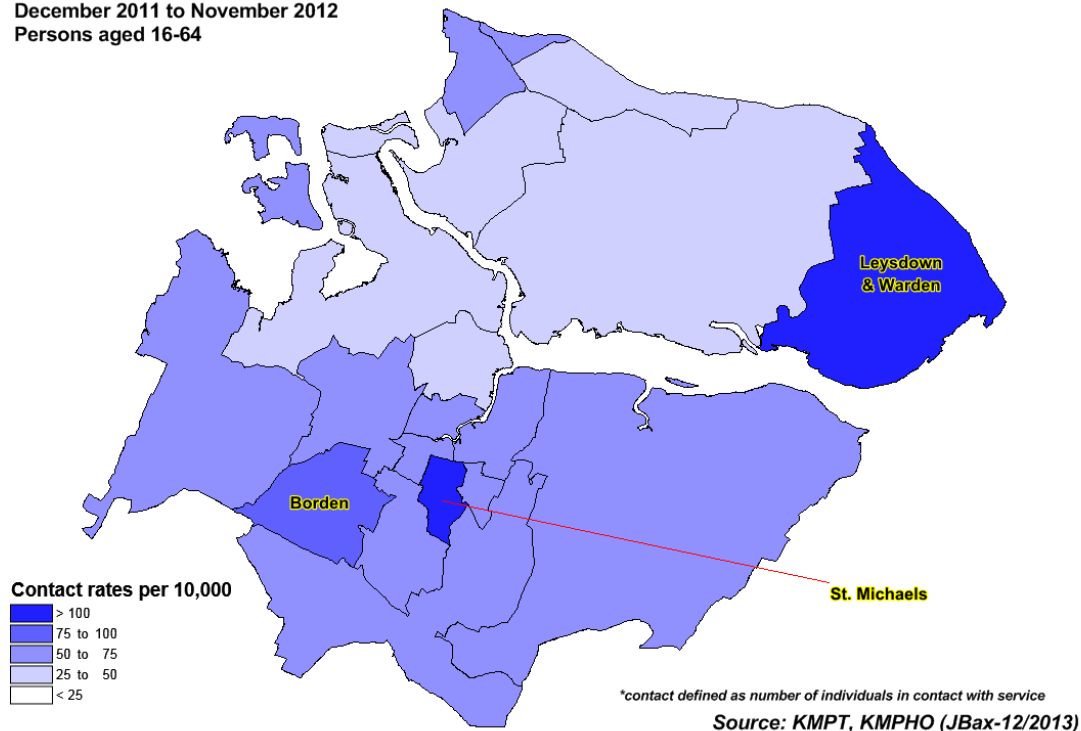 December 2011 to November 2012
Persons aged 16-64
Leysdown
& Warden
Borden
St. Michaels
Contact rates per 10,000
> 100
75 to 100
50 to 75
25 to 50
< 25
*contact defined as number of individuals in contact with service
Source: KMPT, KMPHO (JBax-12/2013)